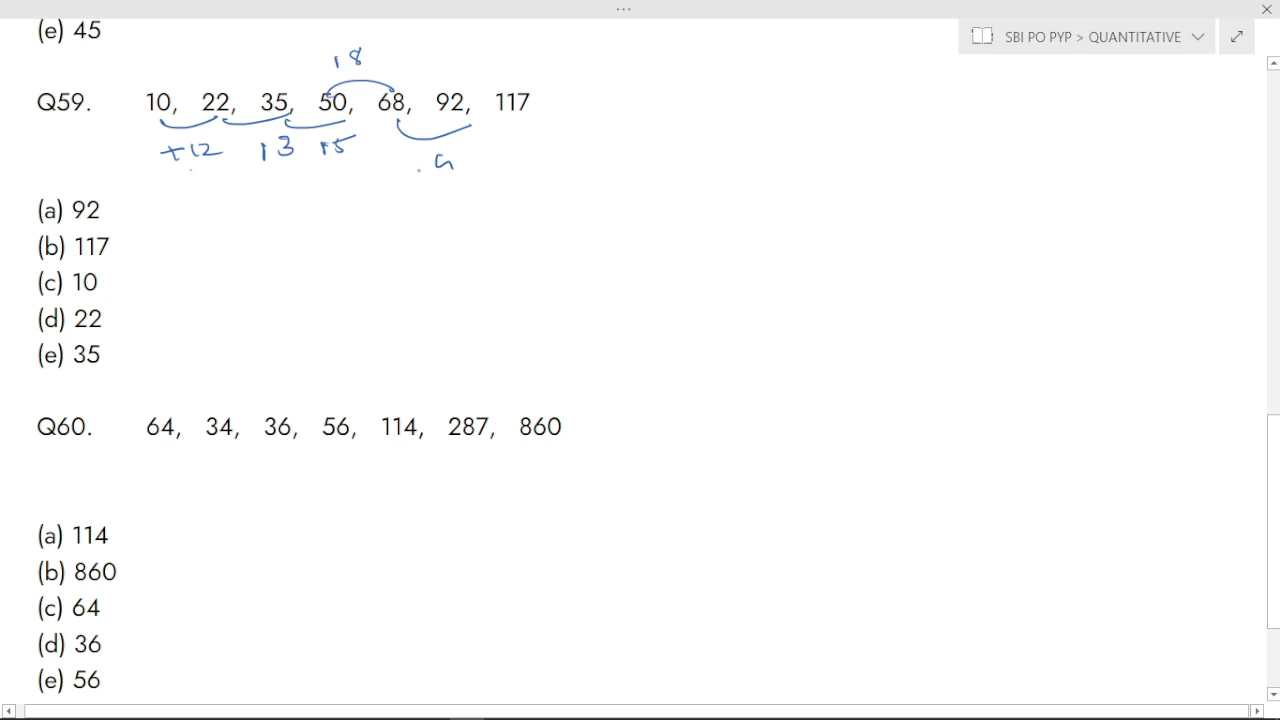 (e) 45
SBI PO PYP > QUANTITATIVE
18
Q59. 10, 22, 35, 50, 68, 92, 117
+12 13 15
(a) 92
(b) 117
(c) 10
(d) 22
(e) 35
Q60. 64, 34, 36, 56, 114, 287, 860
(a) 114
(b) 860
(c) 64
(d) 36
(e) 56